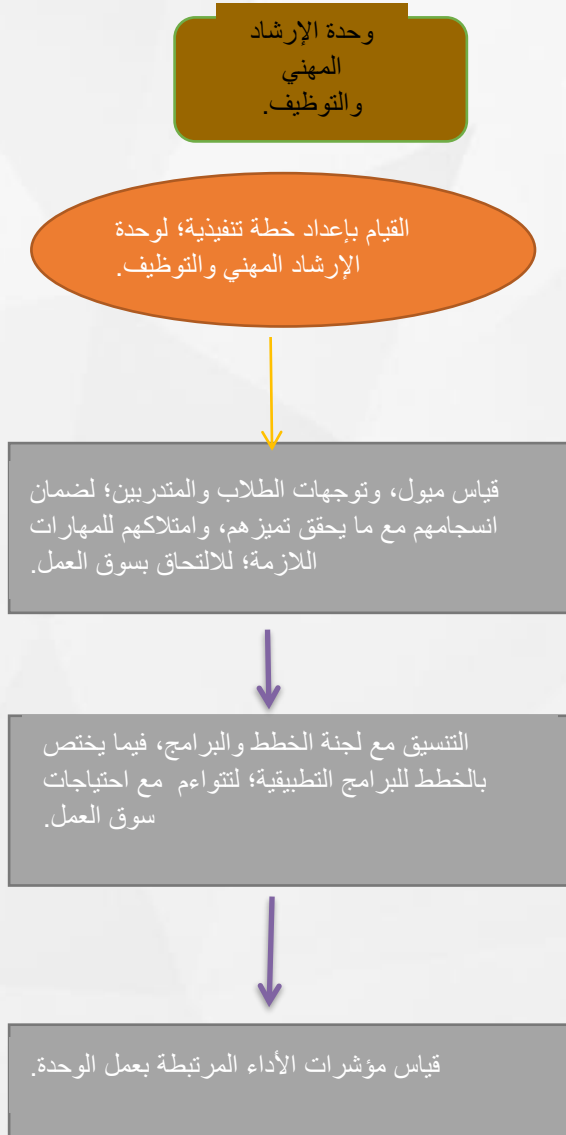 وحدة الإرشاد
المهني
والتوظيف.
القيام بإعداد خطة تنفيذية؛ لوحدة
الإرشاد المهني والتوظيف.
قياس ميول، وتوجهات الطلاب والمتدربين؛ لضمان
انسجامهم مع ما يحقق تميزهم، وامتلاكهم للمهارات
اللازمة؛ للالتحاق بسوق العمل.
التنسيق مع لجنة الخطط والبرامج، فيما يختص
بالخطط للبرامج التطبيقية؛ لتتواءم مع احتياجات
سوق العمل.
قياس مؤشرات الأداء المرتبطة بعمل الوحدة.